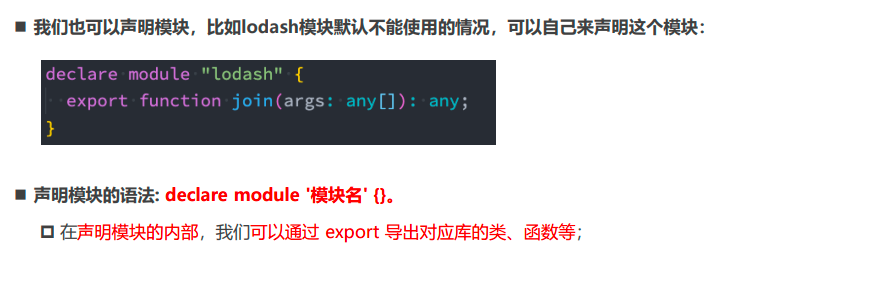 我们也可以声明模块，比如lodash模块默认不能使用的情况，可以自己来声明这个模块：
declare module "lodash" {
  export function join(args: any[]): any;
}
声明模块的语法: declare module '模块名' {}。
在声明模块的内部，我们可以通过 export 导出对应库的类、函数等；